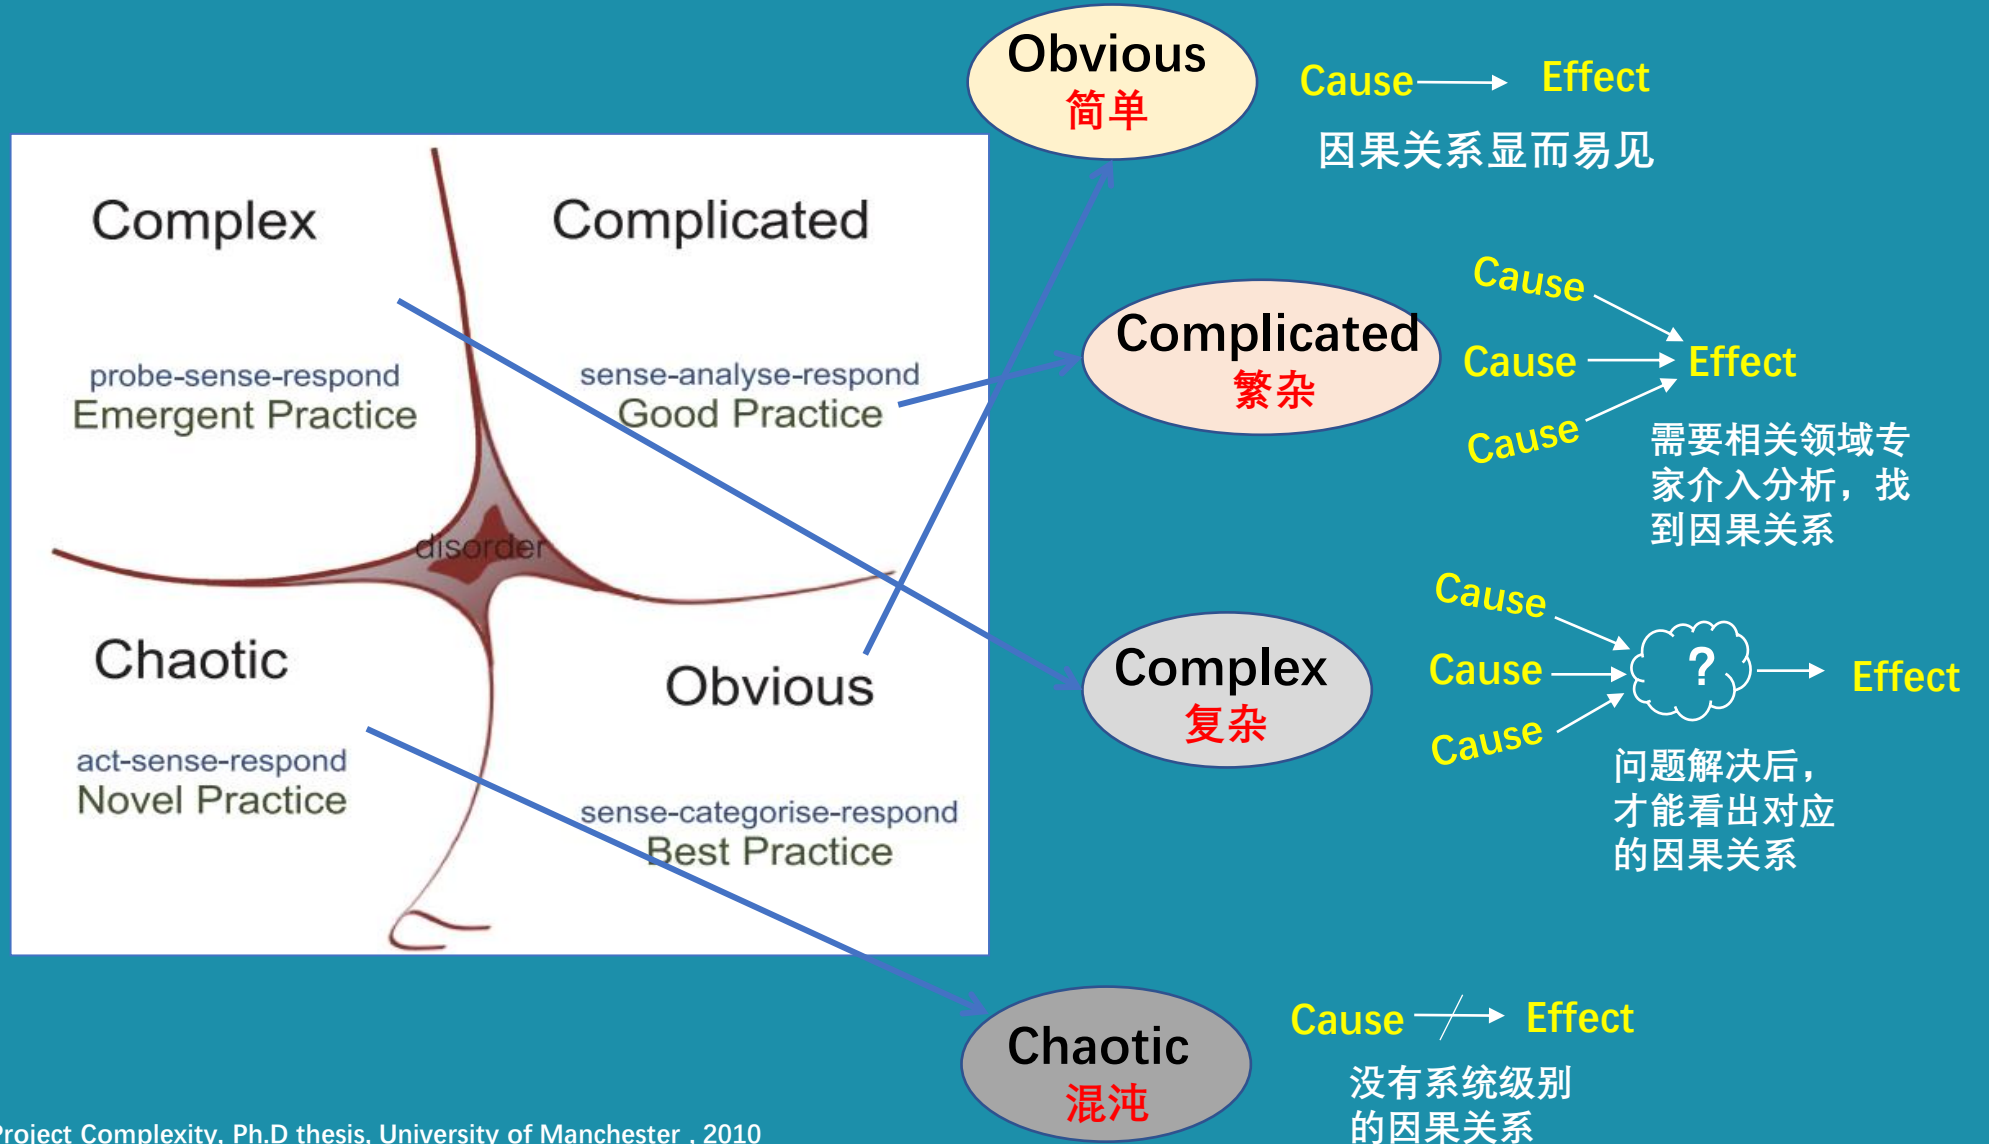 Complex
probe-sense-respond
Emergent Practice
Complicated
sense-analyse-respond
Good Practice
disorder
Chaotic
act-sense-respond
Novel Practice
Obvious
sense-categorise-respond
Best Practice
Obvious
简单
Cause
Effect
因果关系显而易见
Complicated
繁杂
Cause
Cause
Cause
Effect
需要相关领域专
家介入分析，找
到因果关系
Complex
复杂
Cause
Cause
Cause
?
Effect
问题解决后，
才能看出对应
的因果关系
Chaotic
混沌
Cause
Effect
没有系统级别
的因果关系
Project Complexity, Ph.D thesis, University of Manchester , 2010